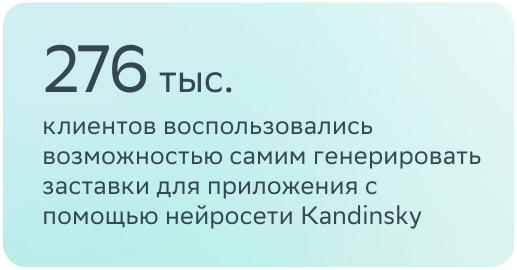 276 тыс.
клиентов воспользовались
возможностью самим генерировать
заставки для приложения с
помощью нейросети Kandinsky